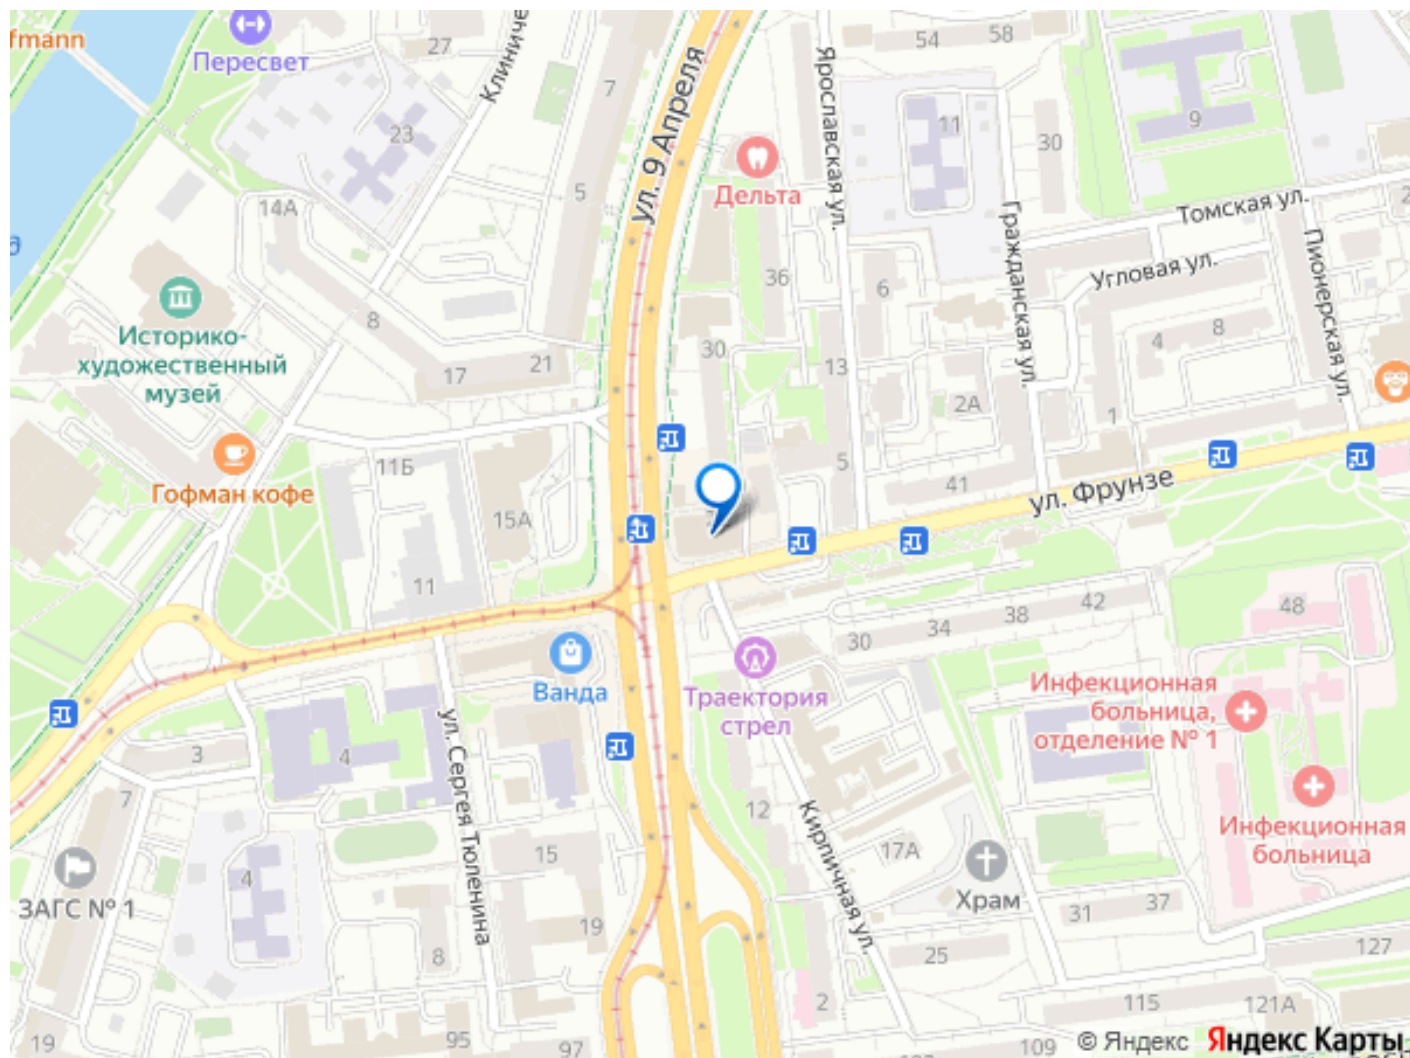 fmann
Пересвет
27
Клиниче
7
ул. 9 Апреля
54
58
Ярославская ул.
11
30
9
23
5
Дельта
14А
36
6
Гражданская ул.
Томская ул.
2
Угловая ул.
Пионерская ул.
Историко-
художественный
музей
8
21
17
30
13
2А
4
8
1
Гофман кофе
11Б
15А
5
41
ул. Фрунзе
11
42
38
34
30
48
Ванда
Траектория
стрел
Инфекционная
больница,
отделение № 1
3
4
7
ул. Сергея Тюленина
12
Кирпичная ул.
Инфекционная
больница
15
17А
Храм
ЗАГС № 1
4
31
37
19
8
25
127
2
115
121А
19
95
97
109
© Яндекс
Яндекс Карты